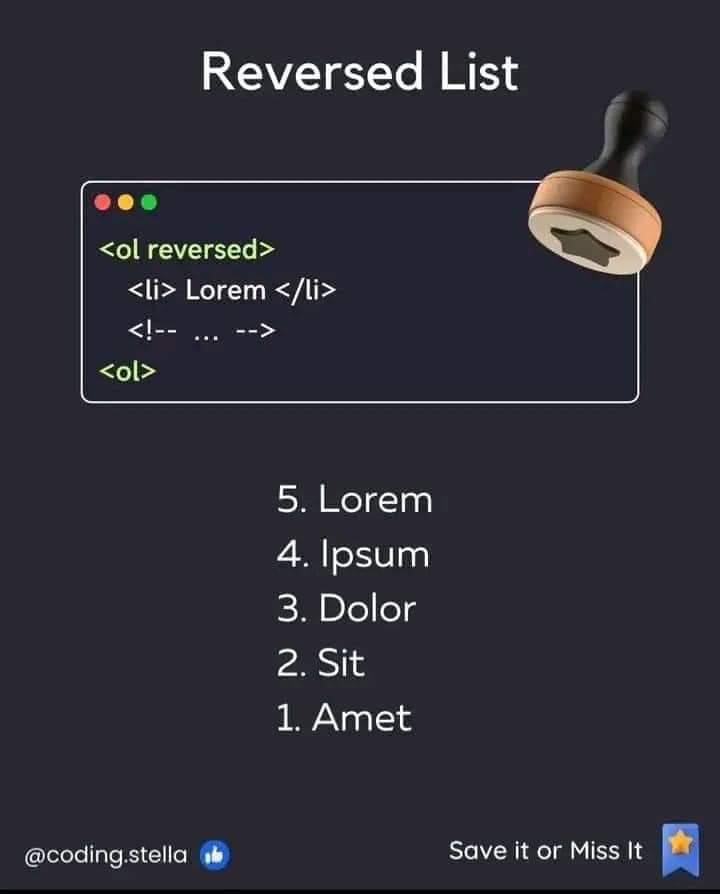 Reversed List
<ol reversed>
<li> Lorem </li>
<!-- ... -->
<ol>
5. Lorem
4. Ipsum
3. Dolor
2. Sit
1. Amet
@coding.stella
Save it or Miss It